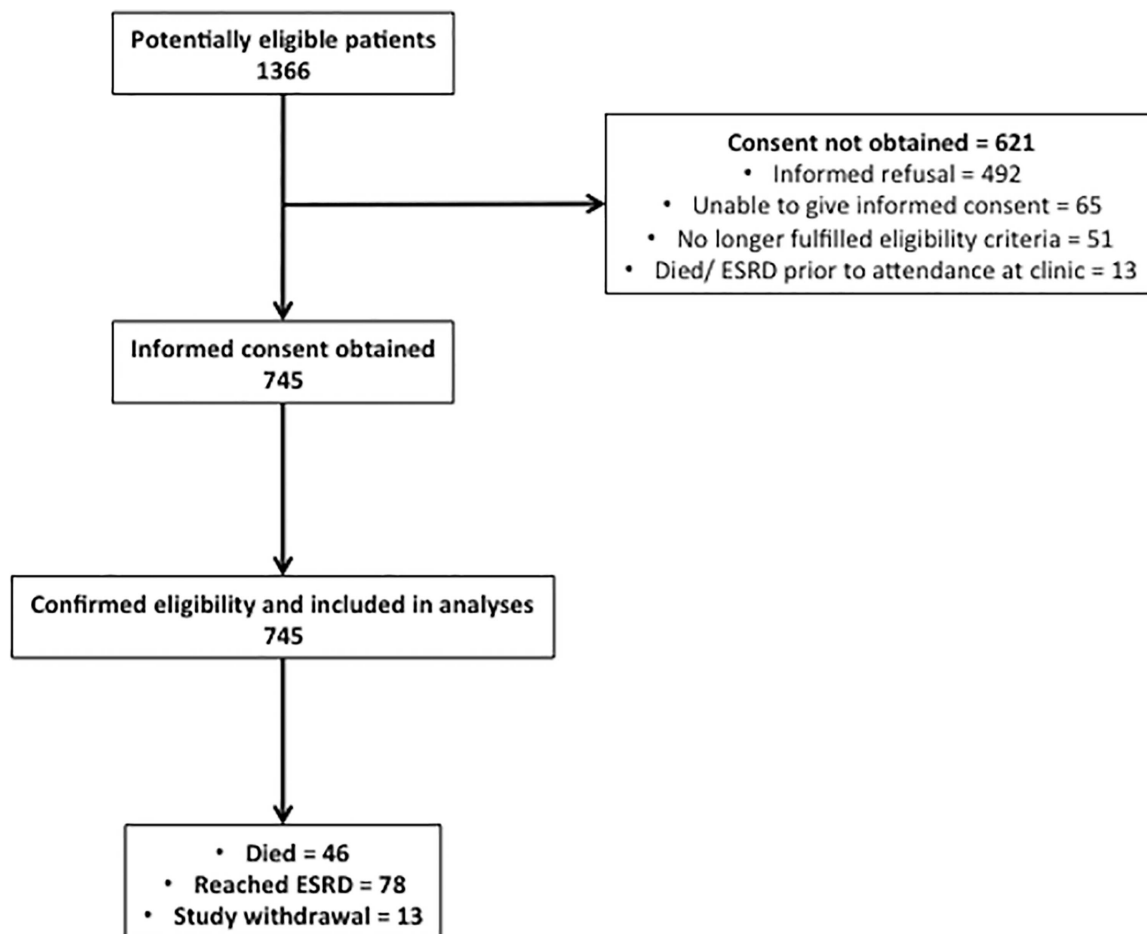 Potentially eligible patients
1366
Consent not obtained = 621
• Informed refusal = 492
• Unable to give informed consent = 65
• No longer fulfilled eligibility criteria = 51
• Died/ ESRD prior to attendance at clinic = 13
Informed consent obtained
745
Confirmed eligibility and included in analyses
745
• Died = 46
• Reached ESRD = 78
• Study withdrawal = 13